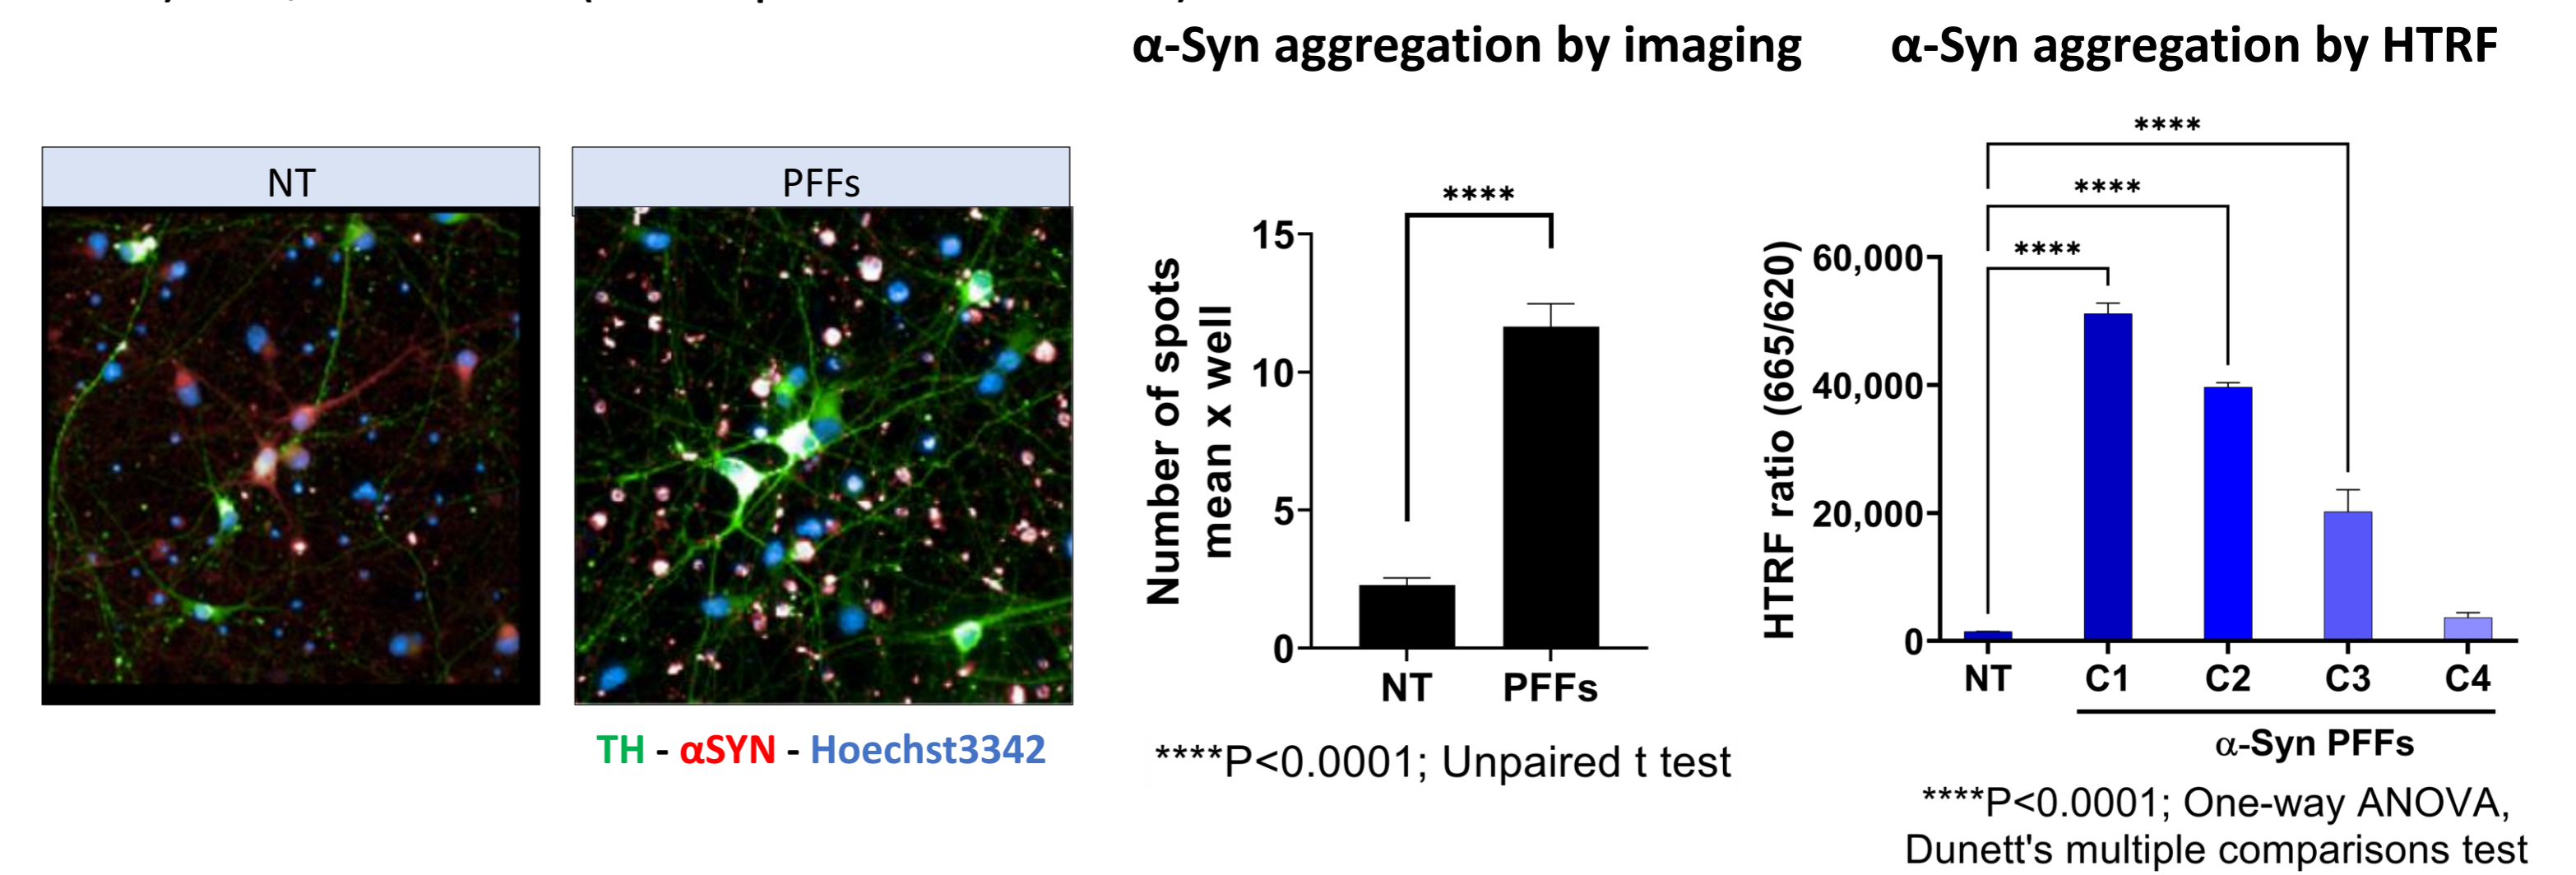 α-Syn aggregation by imaging
α-Syn aggregation by HTRF
NT
PFFs
TH - αSYN - Hoechst3342
****
Number of spots
mean x well
15
10
5
0
NT
PFFs
****P<0.0001; Unpaired t test
****
****
****
HTRF ratio (665/620)
60,000
40,000
20,000
0
NT
C1
C2
C3
C4
α-Syn PFFs
****P<0.0001; One-way ANOVA,
Dunett's multiple comparisons test